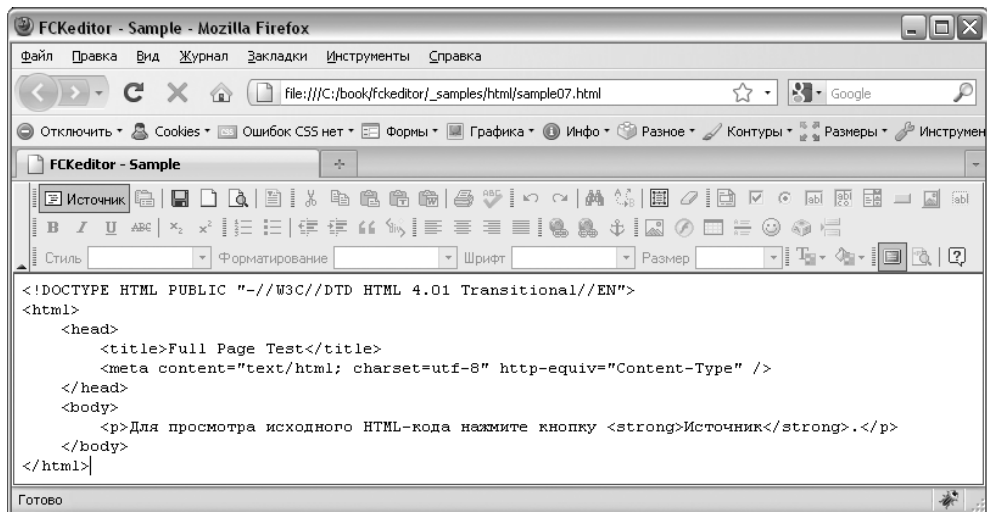 FCKeditor - Sample - Mozilla Firefox
Файл Правка Вид Журнал Закладки Инструменты Справка
file:///C:/book/fckeditor/_samples/html/sample07.html Google
Отключить Cookies Ошибок CSS нет Формы Графика Инфо Разное Контуры Размеры Инструмен
FCKeditor - Sample
Источник
B I U ABC x₂ x²
Стиль Форматирование Шрифт Размер
<!DOCTYPE HTML PUBLIC "-//W3C//DTD HTML 4.01 Transitional//EN">
<html>
<head>
<title>Full Page Test</title>
<meta content="text/html; charset=utf-8" http-equiv="Content-Type" />
</head>
<body>
<p>Для просмотра исходного HTML-кода нажмите кнопку <strong>Источник</strong>.</p>
</body>
</html>
Готово